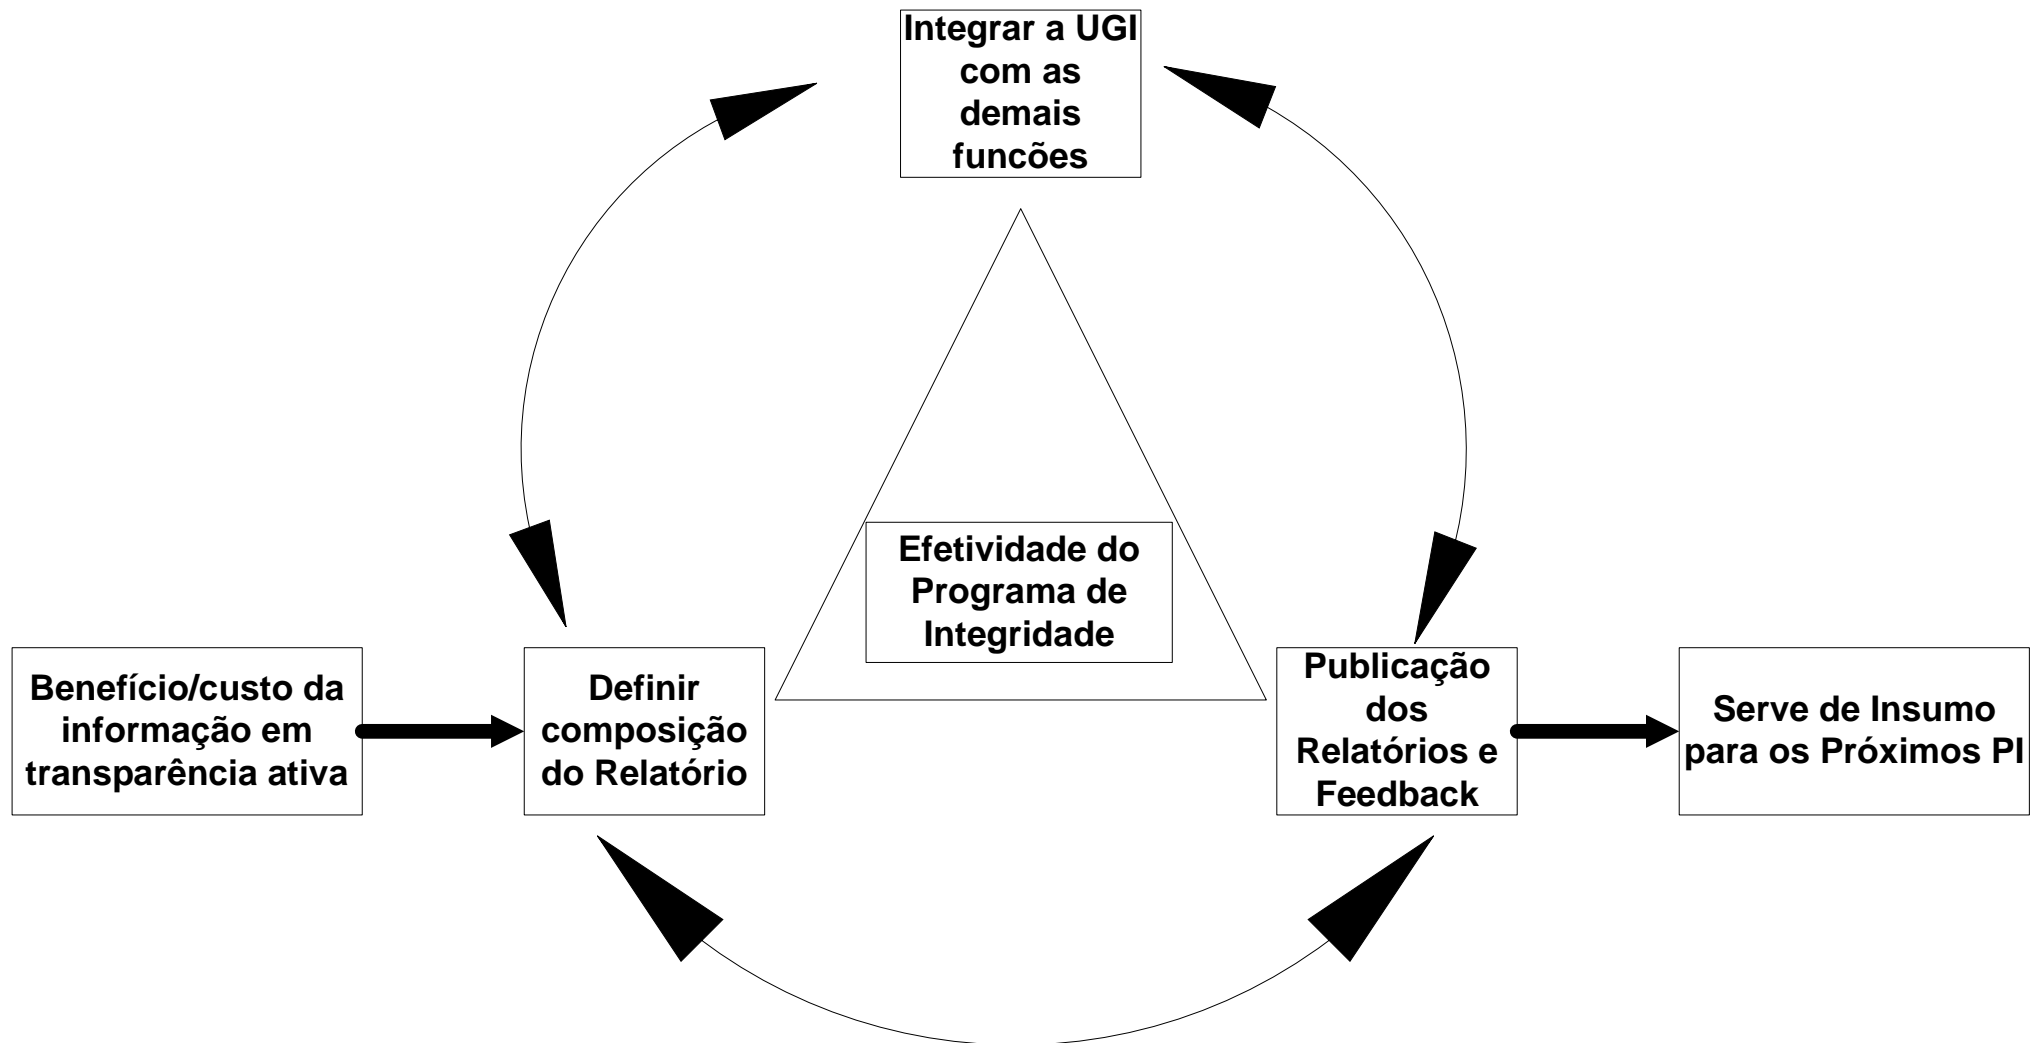 Integrar a UGI
com as
demais
funcões
Efetividade do
Programa de
Integridade
Benefício/custo da
informação em
transparência ativa
Definir
composição
do Relatório
Publicação
dos
Relatórios e
Feedback
Serve de Insumo
para os Próximos PI